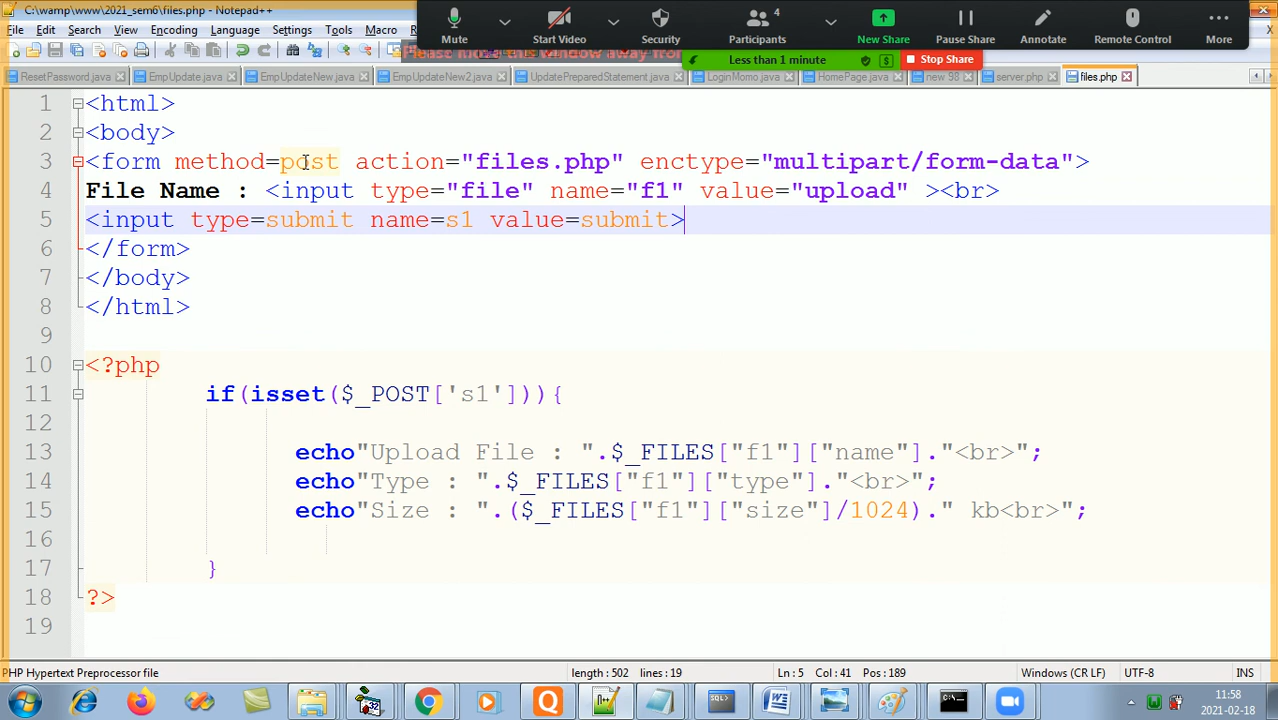 C:\wamp\www\2021_sem6\files.php - Notepad++
File Edit Search View Encoding Language Settings Tools Macro
Mute Start Video Security 4 Participants New Share Pause Share Annotate Remote Control More
Less than 1 minute Stop Share
ResetPassword.java EmpUpdate.java EmpUpdateNew.java EmpUpdateNew2.java UpdatePreparedStatement.java LoginMomo.java HomePage.java new 98 server.php files.php
1 <html>
2 <body>
3 <form method=post action="files.php" enctype="multipart/form-data">
4 File Name : <input type="file" name="f1" value="upload" ><br>
5 <input type=submit name=s1 value=submit>
6 </form>
7 </body>
8 </html>
9
10 <?php
11 if(isset($_POST['s1'])){
12
13 echo"Upload File : ".$_FILES["f1"]["name"]."<br>";
14 echo"Type : ".$_FILES["f1"]["type"]."<br>";
15 echo"Size : ".($_FILES["f1"]["size"]/1024)." kb<br>";
16
17 }
18 ?>
19
PHP Hypertext Preprocessor file length : 502 lines : 19 Ln : 5 Col : 41 Pos : 189 Windows (CR LF) UTF-8 INS
11:58
2021-02-18